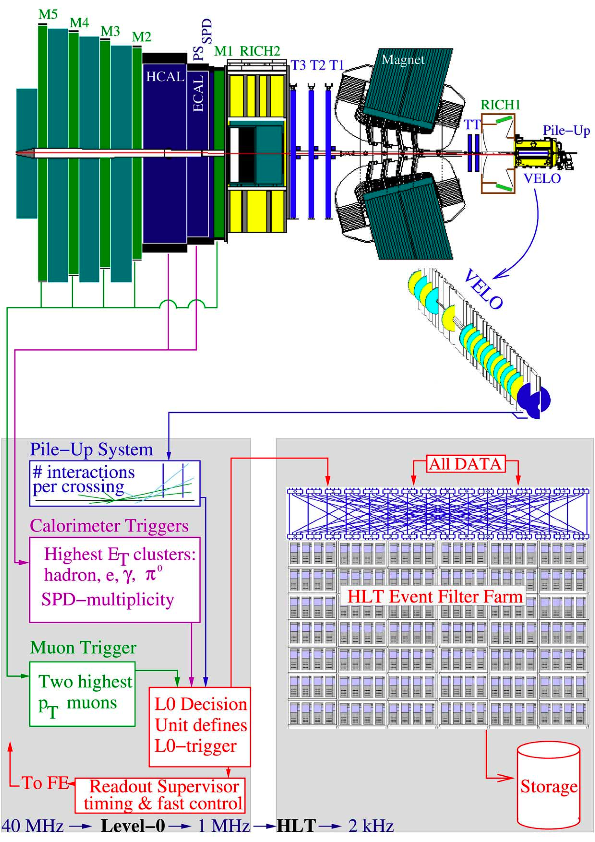 M5
M4
M3
M2
HCAL
PS
SPD
ECAL
M1 RICH2
T3 T2 T1
Magnet
RICH1
TT
Pile-Up
VELO
VELO
Pile-Up System
# interactions
per crossing
Calorimeter Triggers
Highest ET clusters:
hadron, e, γ, π⁰
SPD-multiplicity
Muon Trigger
Two highest
pT muons
L0 Decision
Unit defines
L0-trigger
To FE
Readout Supervisor
timing & fast control
All DATA
HLT Event Filter Farm
Storage
40 MHz → Level-0 → 1 MHz → HLT → 2 kHz